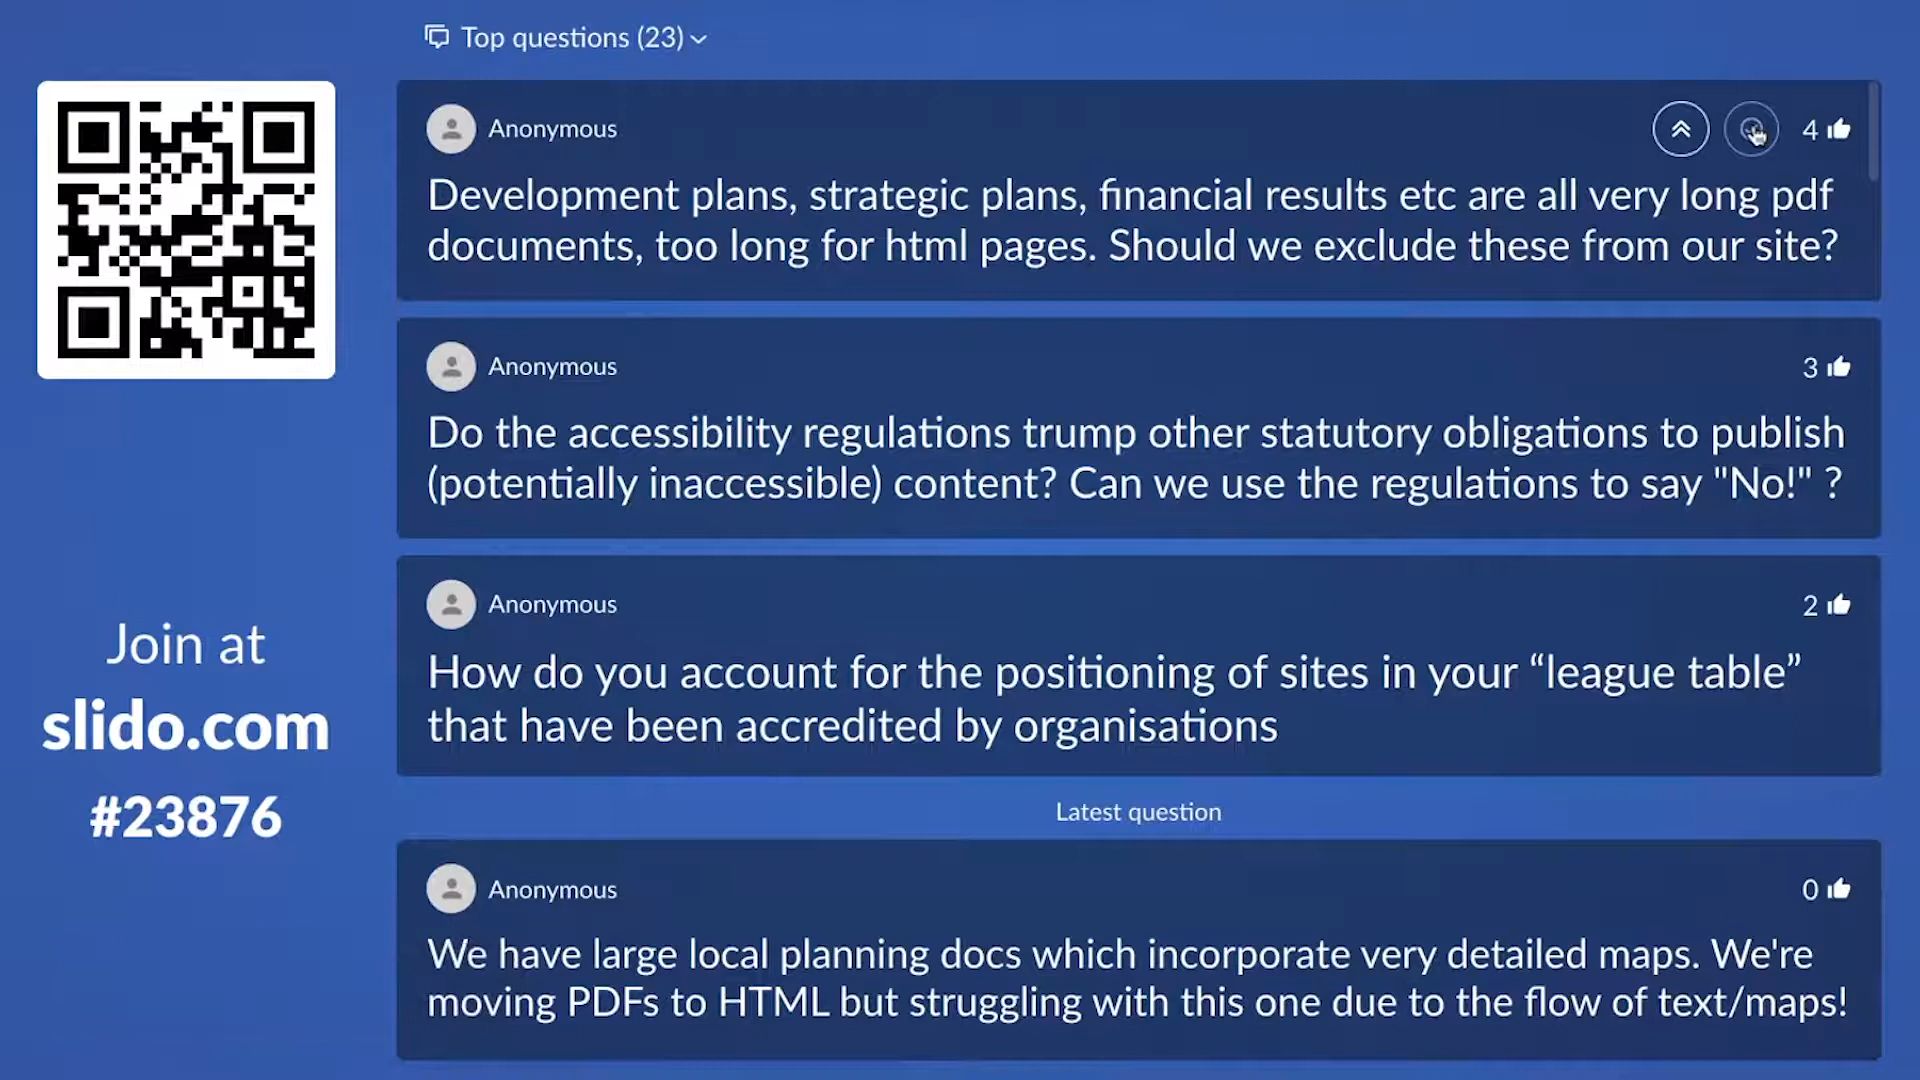 Top questions (23)
Anonymous
4
Development plans, strategic plans, financial results etc are all very long pdf
documents, too long for html pages. Should we exclude these from our site?
Anonymous
3
Do the accessibility regulations trump other statutory obligations to publish
(potentially inaccessible) content? Can we use the regulations to say "No!" ?
Anonymous
2
How do you account for the positioning of sites in your “league table”
that have been accredited by organisations
Latest question
Anonymous
0
We have large local planning docs which incorporate very detailed maps. We're
moving PDFs to HTML but struggling with this one due to the flow of text/maps!
Join at
slido.com
#23876